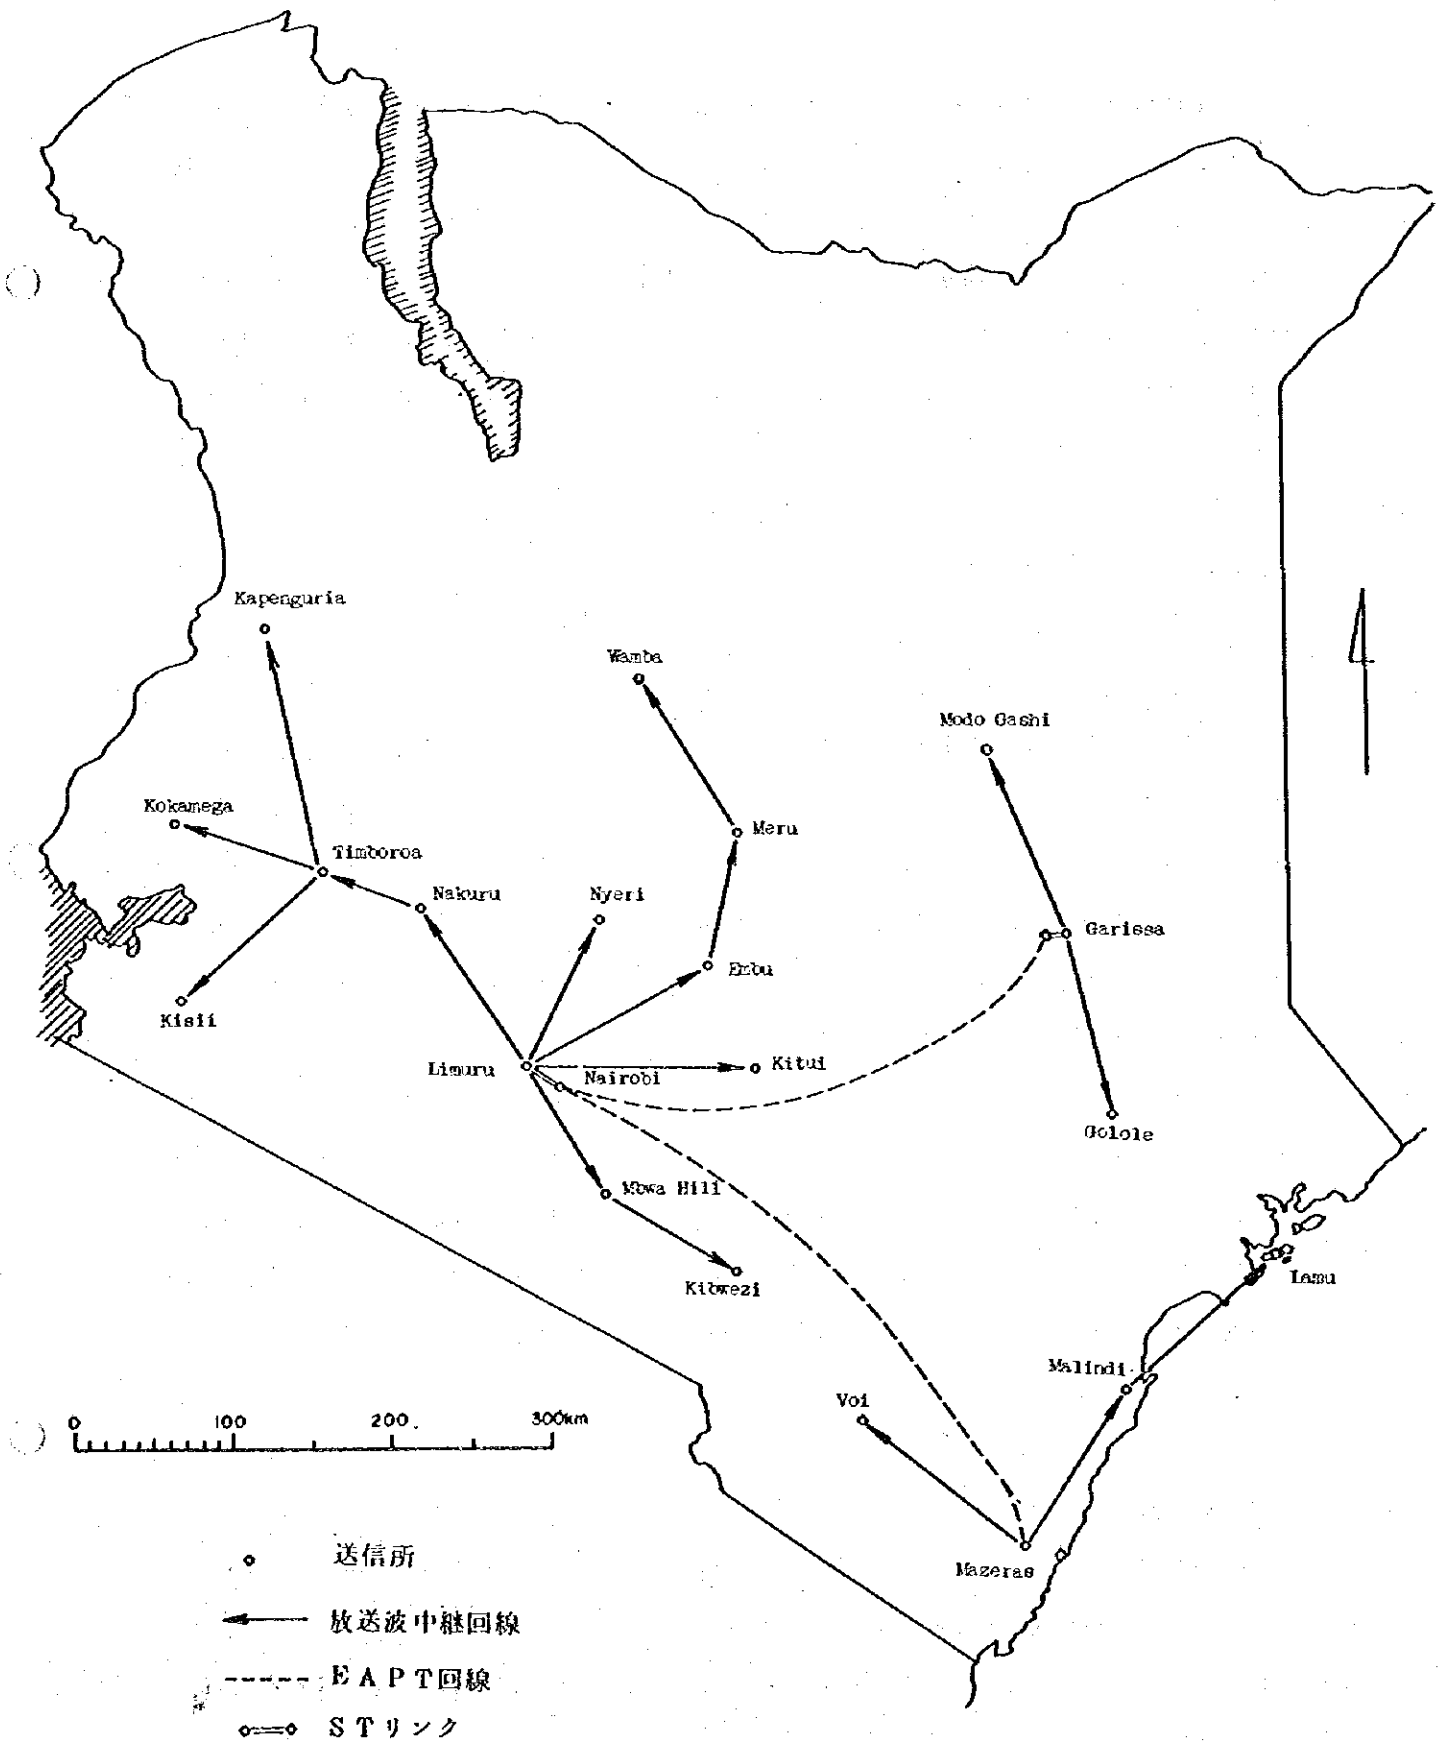 Kapenguria
Wamba
Modo Gashi
Kokamega
Meru
Timboroa
Nakuru
Nyeri
Garissa
Embu
Kisii
Limuru
Nairobi
Kitui
Golole
Mbwa Hill
Kibwezi
Lamu
Malindi
Voi
0 100 200 300km
Mazeras
送信所
放送波中継回線
EAPT回線
STリンク